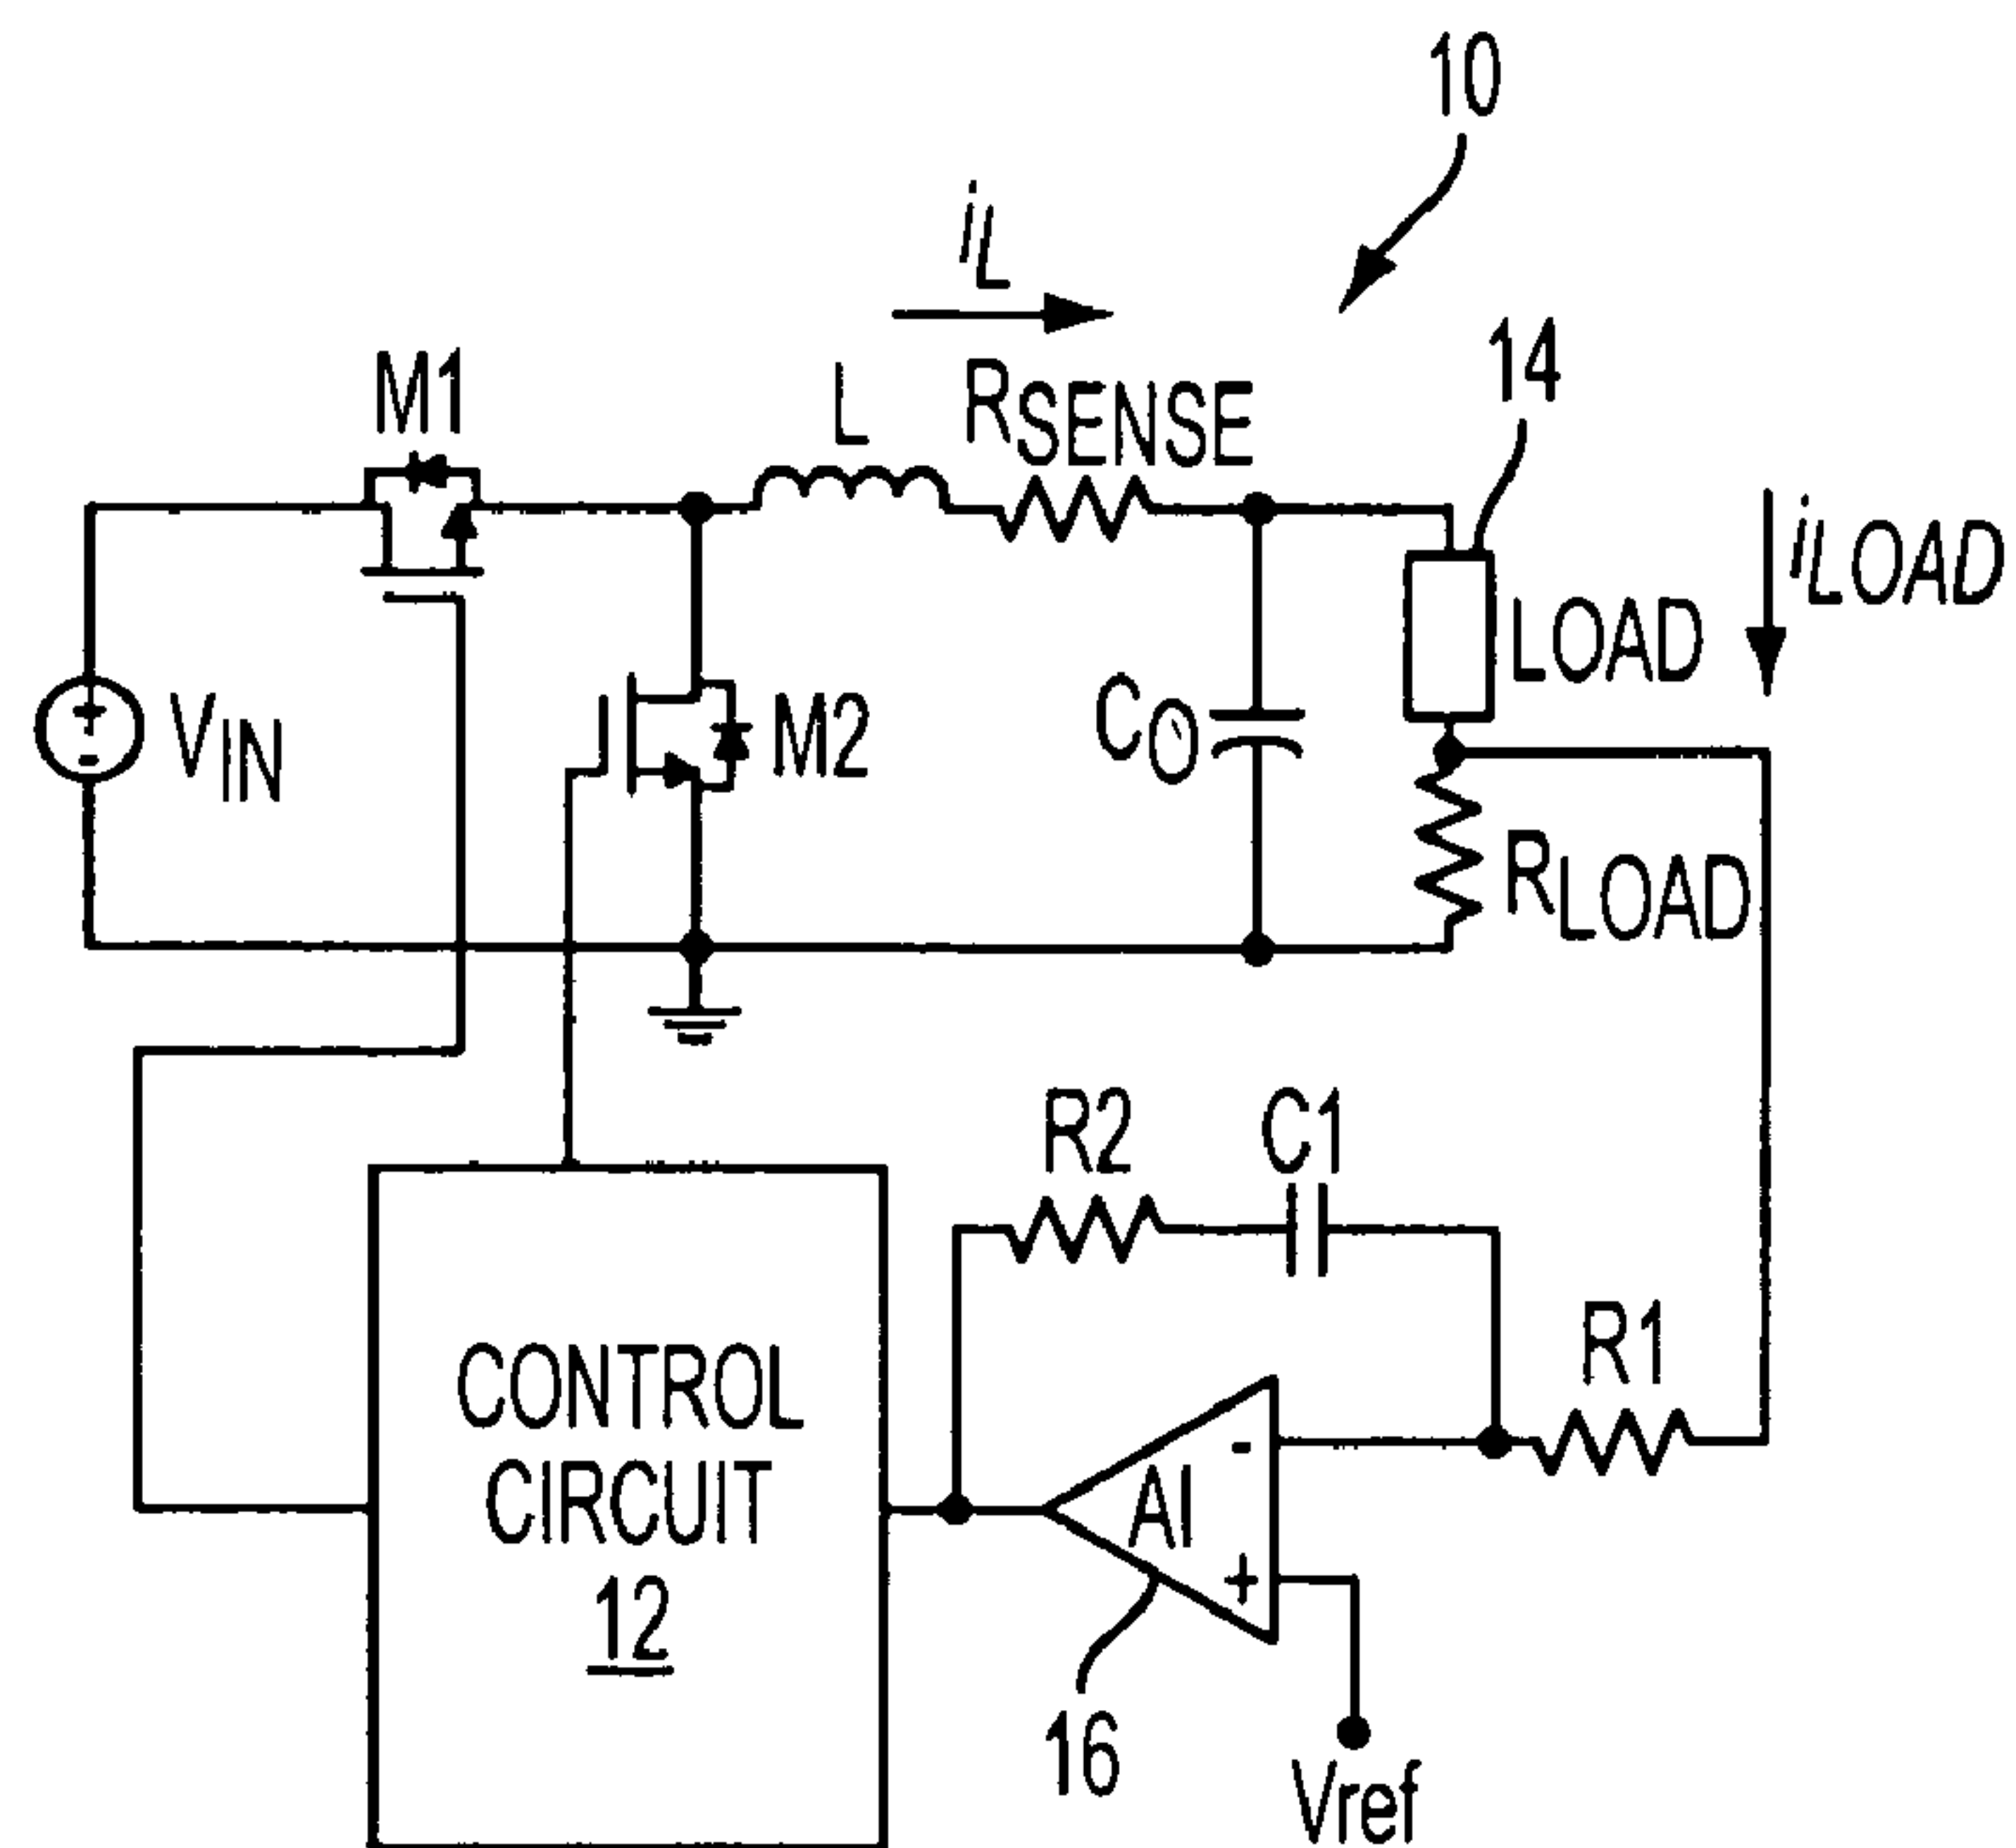 10
iL
14
M1
L
RSENSE
iLOAD
LOAD
+
-
VIN
M2
CO
RLOAD
R2
C1
R1
CONTROL
CIRCUIT
12
-
AI
+
16
Vref